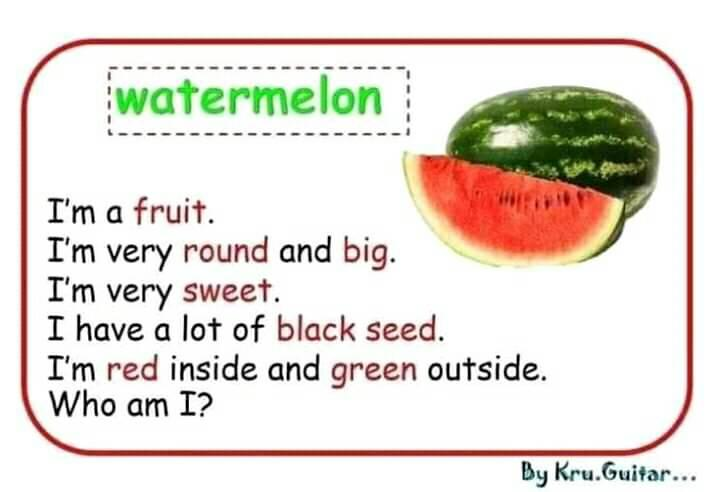 watermelon
I'm a fruit.
I'm very round and big.
I'm very sweet.
I have a lot of black seed.
I'm red inside and green outside.
Who am I?
By Kru.Guitar...